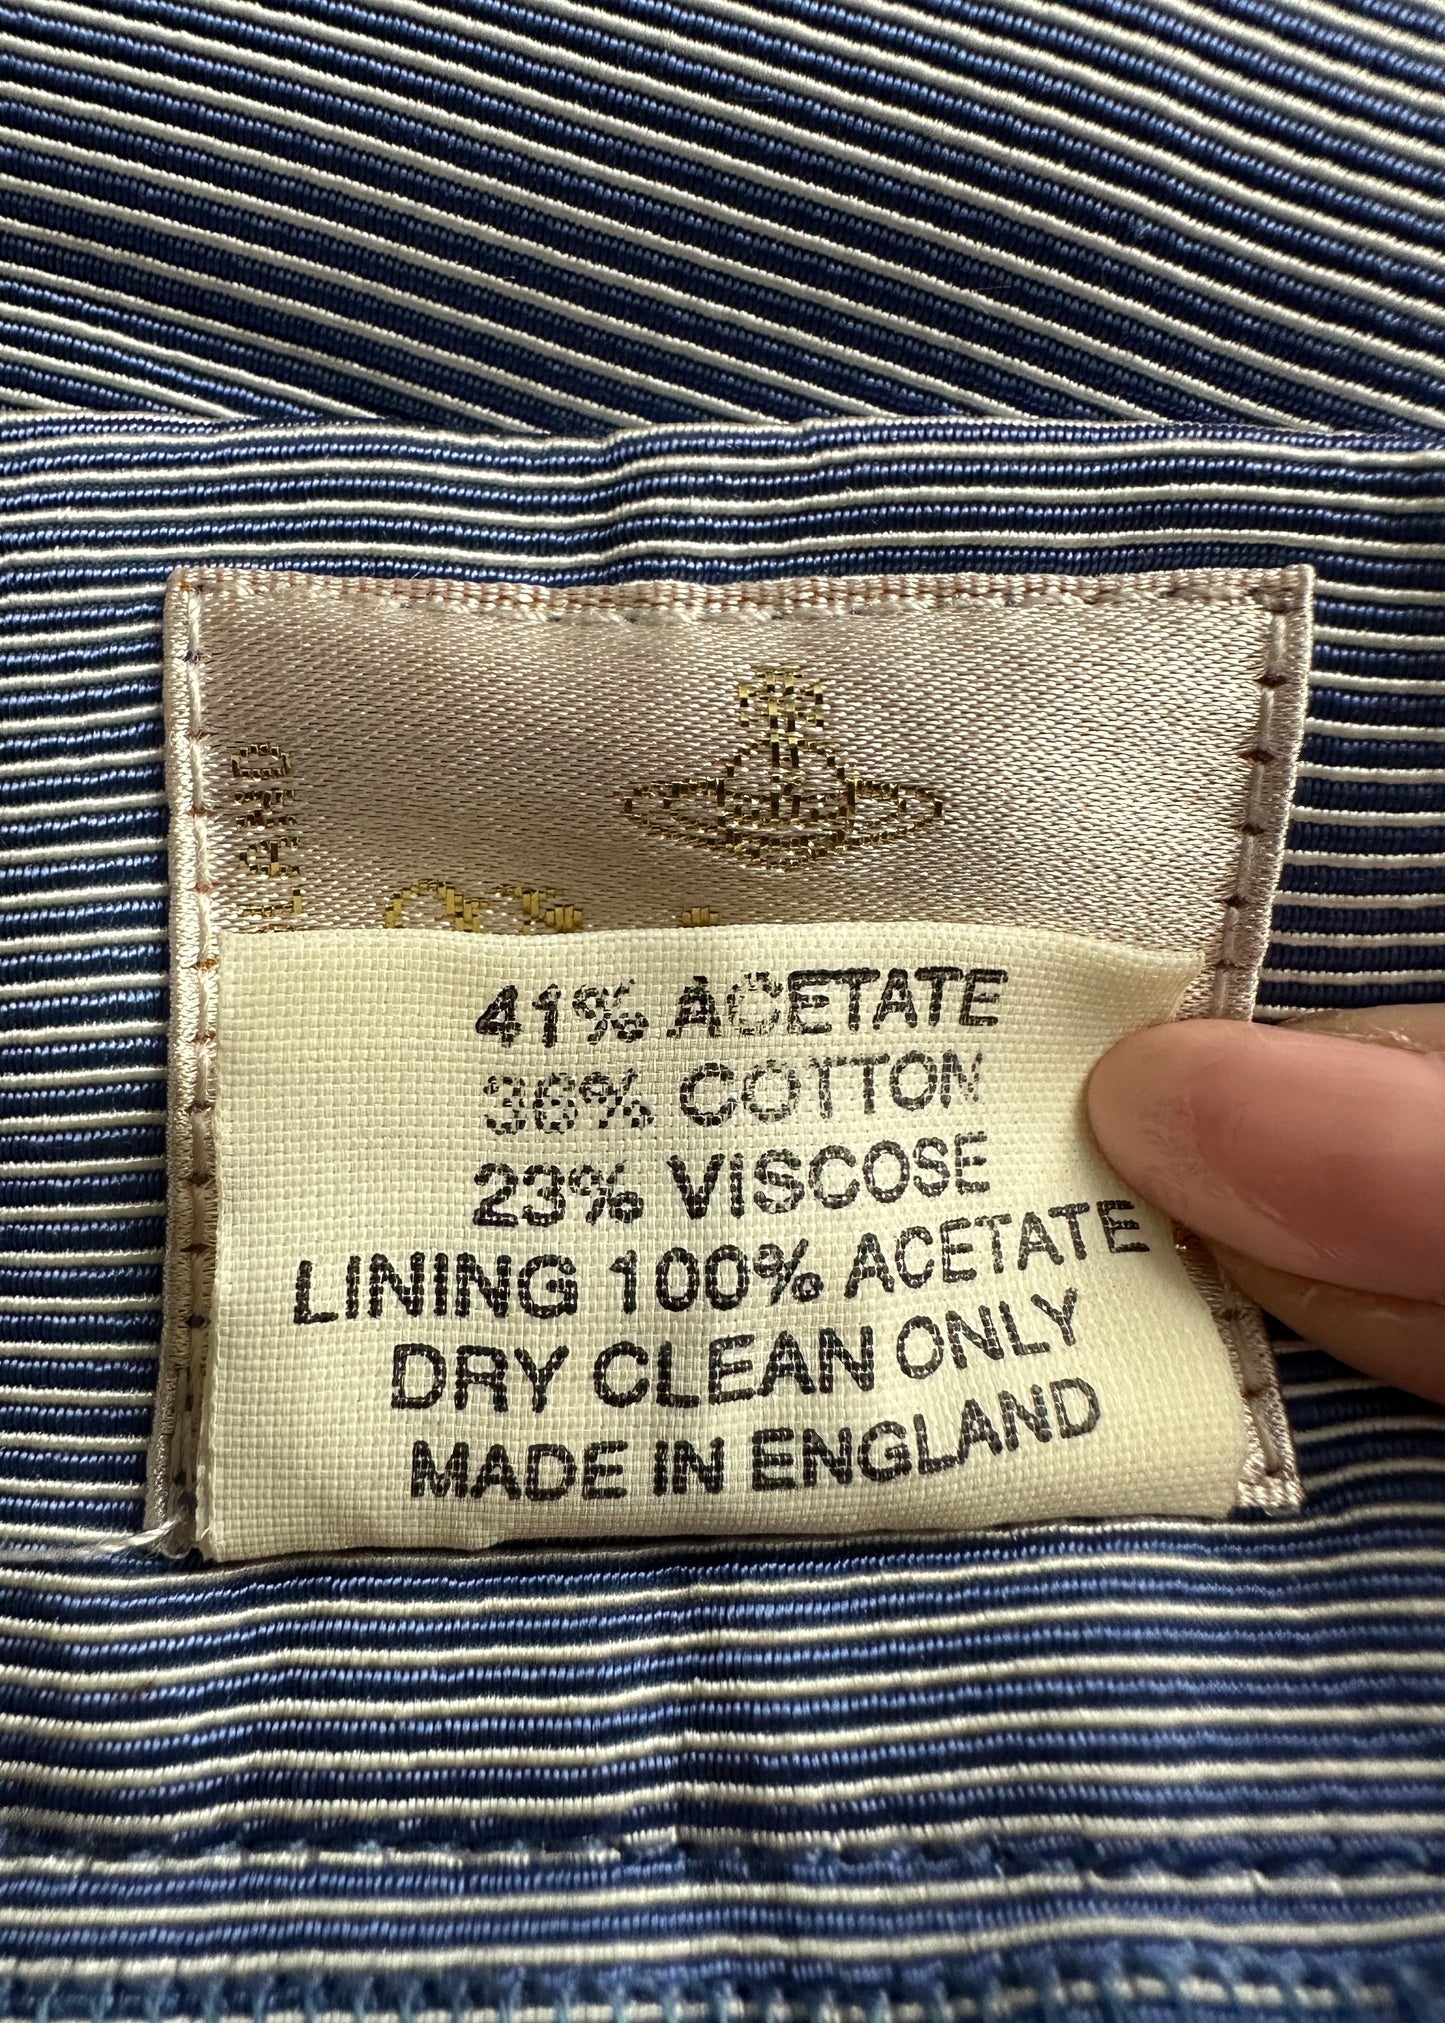 41% ACETATE
36% COTTON
23% VISCOSE
LINING 100% ACETATE
DRY CLEAN ONLY
MADE IN ENGLAND